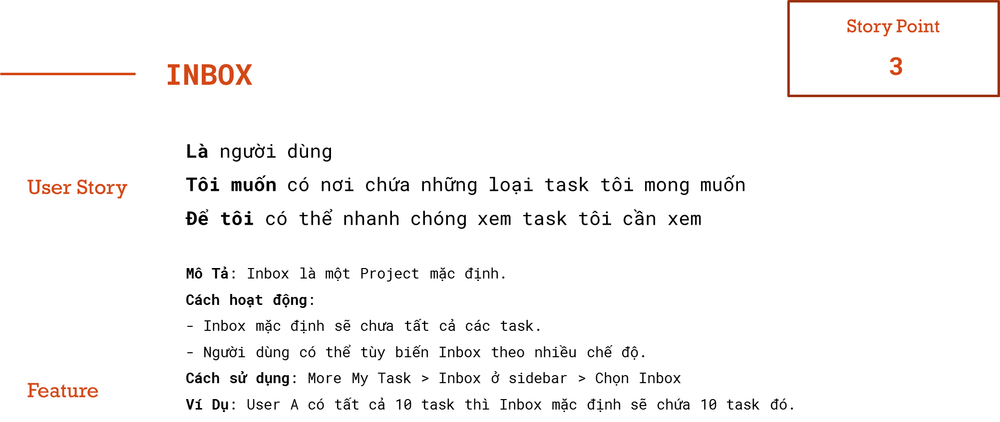 Story Point
3
INBOX
User Story
Là người dùng
Tôi muốn có nơi chứa những loại task tôi mong muốn
Để tôi có thể nhanh chóng xem task tôi cần xem
Feature
Mô Tả: Inbox là một Project mặc định.
Cách hoạt động:
- Inbox mặc định sẽ chưa tất cả các task.
- Người dùng có thể tùy biến Inbox theo nhiều chế độ.
Cách sử dụng: More My Task > Inbox ở sidebar > Chọn Inbox
Ví Dụ: User A có tất cả 10 task thì Inbox mặc định sẽ chứa 10 task đó.